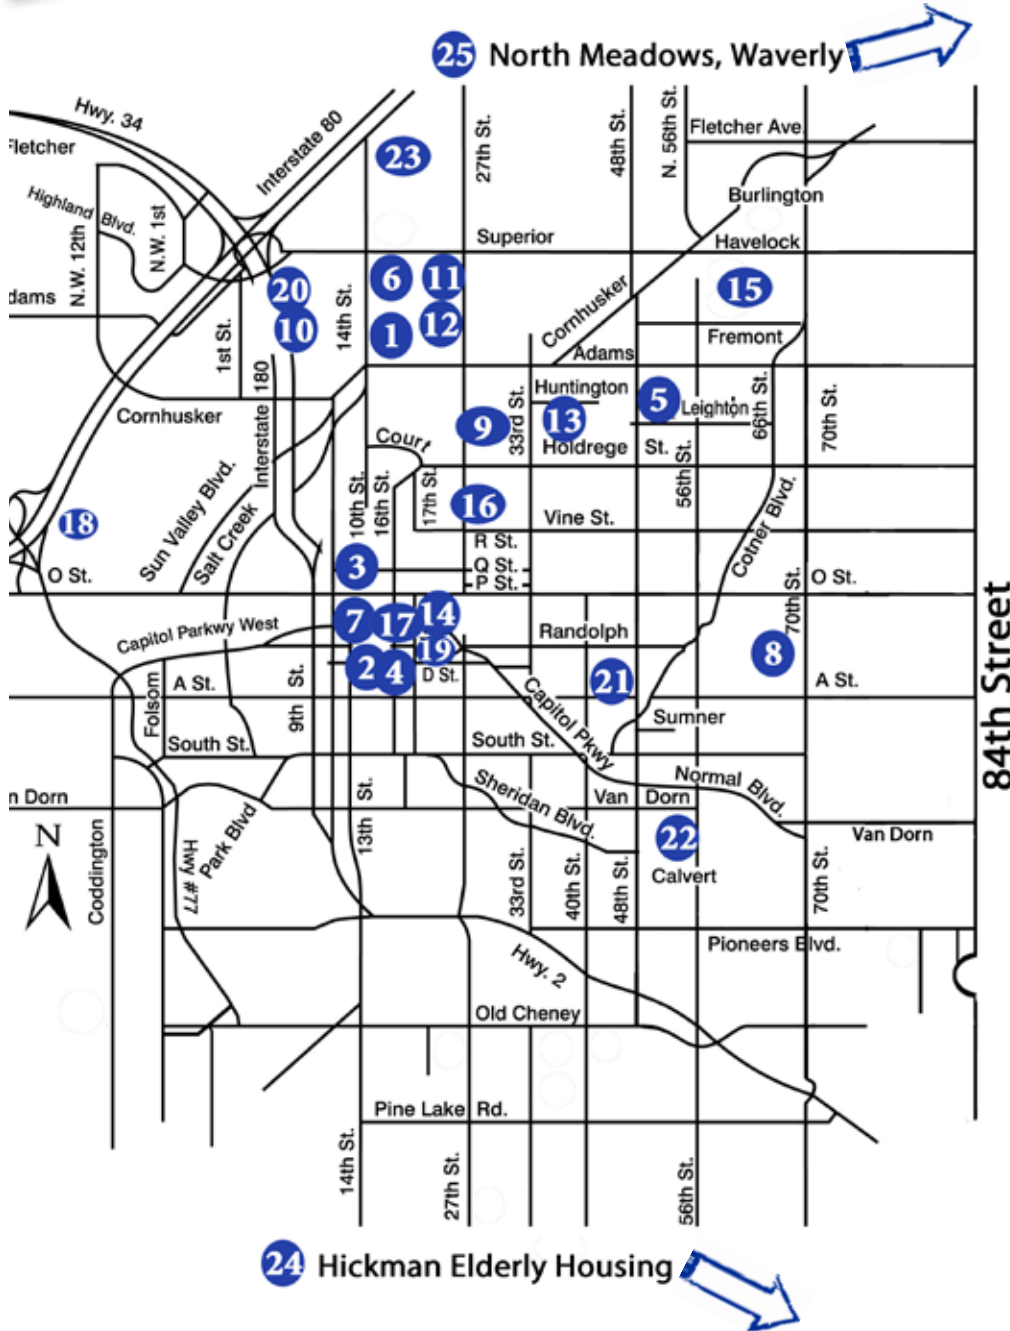 25 North Meadows, Waverly
Hwy. 34
Interstate 80
27th St.
48th St.
N. 56th St.
Fletcher Ave.
Fletcher
23
Highland Blvd.
N.W. 1st
N.W. 12th
Burlington
Superior
Havelock
dams
20
6
11
15
14th St.
10
1
12
Cornhusker
Fremont
1st St.
Adams
Interstate 180
Huntington
5
Leighton
66th St.
70th St.
Cornhusker
33rd St.
13
9
Court
Holdrege
St.
56th St.
Sun Valley Blvd.
10th St.
16th St.
17th St.
16
18
Salt Creek
Vine St.
Cotner Blvd.
R St.
3
Q St.
P St.
O St.
O St.
70th St.
84th Street
Capitol Parkway West
7
17
14
Randolph
8
19
2
4
D St.
21
A St.
A St.
Folsom
9th St.
Capitol Pkwy
Sumner
South St.
South St.
Normal Blvd.
n Dorn
13th St.
Sheridan Blvd.
Van Dorn
Van Dorn
N
Park Blvd
22
Coddington
Hwy #77
33rd St.
40th St.
48th St.
Calvert
70th St.
Pioneers Blvd.
Hwy. 2
Old Cheney
Pine Lake Rd.
14th St.
27th St.
56th St.
24 Hickman Elderly Housing